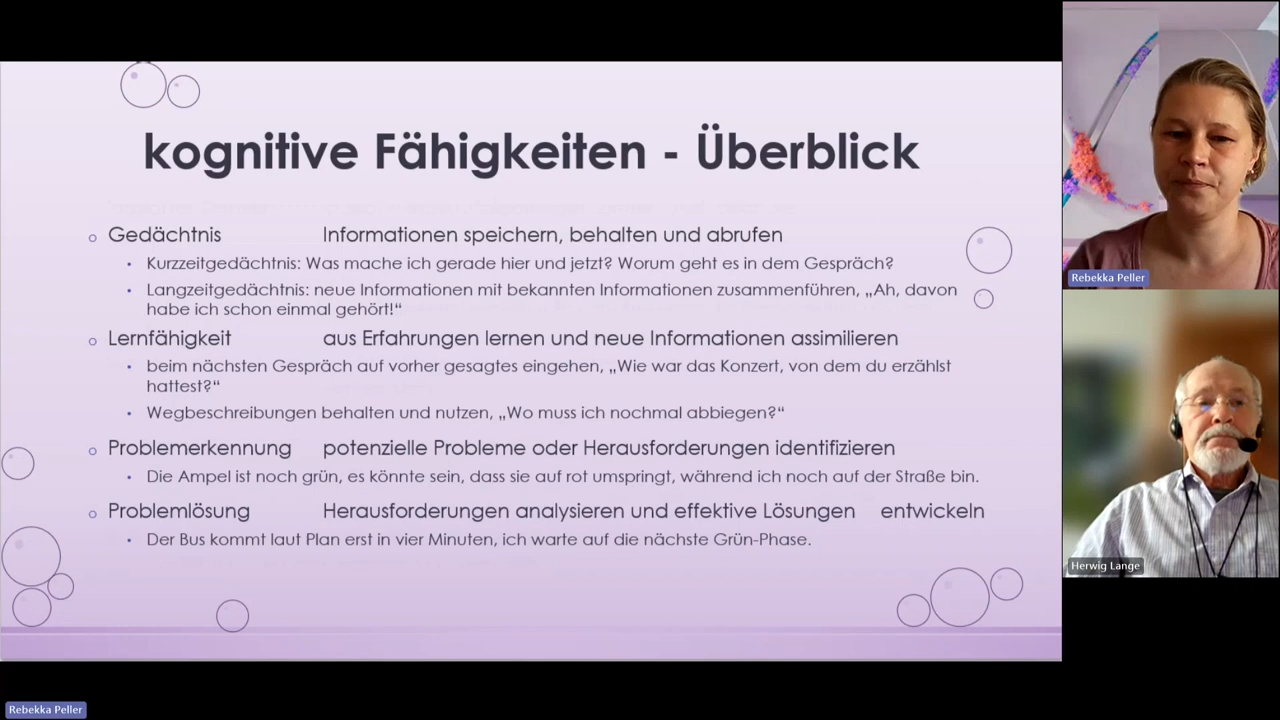 kognitive Fähigkeiten - Überblick
Gedächtnis Informationen speichern, behalten und abrufen
Kurzzeitgedächtnis: Was mache ich gerade hier und jetzt? Worum geht es in dem Gespräch?
Langzeitgedächtnis: neue Informationen mit bekannten Informationen zusammenführen, „Ah, davon
habe ich schon einmal gehört!“
Lernfähigkeit aus Erfahrungen lernen und neue Informationen assimilieren
beim nächsten Gespräch auf vorher gesagtes eingehen, „Wie war das Konzert, von dem du erzählst
hattest?“
Wegbeschreibungen behalten und nutzen, „Wo muss ich nochmal abbiegen?“
Problemerkennung potenzielle Probleme oder Herausforderungen identifizieren
Die Ampel ist noch grün, es könnte sein, dass sie auf rot umspringt, während ich noch auf der Straße bin.
Problemlösung Herausforderungen analysieren und effektive Lösungen entwickeln
Der Bus kommt laut Plan erst in vier Minuten, ich warte auf die nächste Grün-Phase.
Rebekka Peller
Herwig Lange
Rebekka Peller